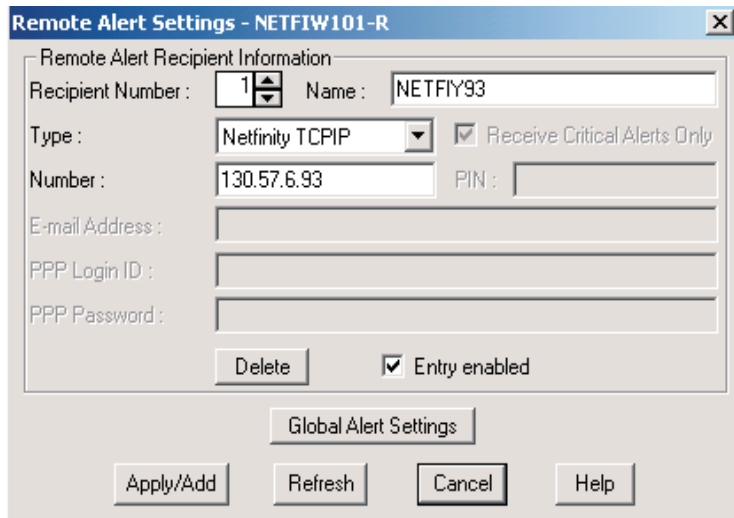 Remote Alert Settings - NETFIW101-R
Remote Alert Recipient Information
Recipient Number : 1 Name : NETFIY93
Type : Netfinity TCPIP Receive Critical Alerts Only
Number : 130.57.6.93 PIN :
E-mail Address :
PPP Login ID :
PPP Password :
Delete Entry enabled
Global Alert Settings
Apply/Add Refresh Cancel Help